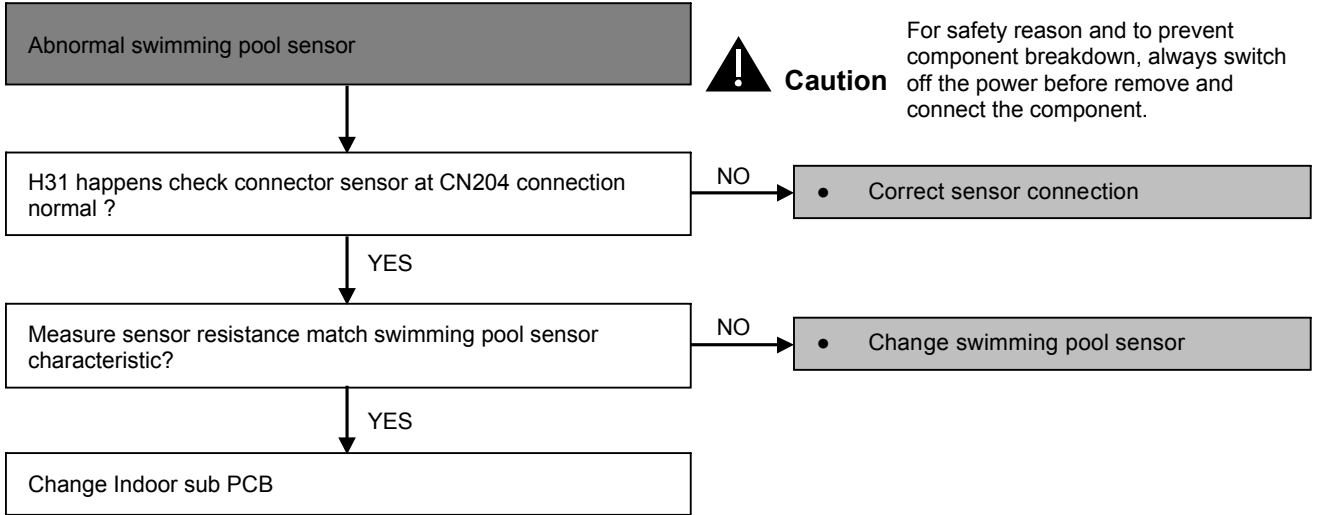 Abnormal swimming pool sensor
Caution
For safety reason and to prevent
component breakdown, always switch
off the power before remove and
connect the component.
H31 happens check connector sensor at CN204 connection
normal ?
NO
● Correct sensor connection
YES
Measure sensor resistance match swimming pool sensor
characteristic?
NO
● Change swimming pool sensor
YES
Change Indoor sub PCB